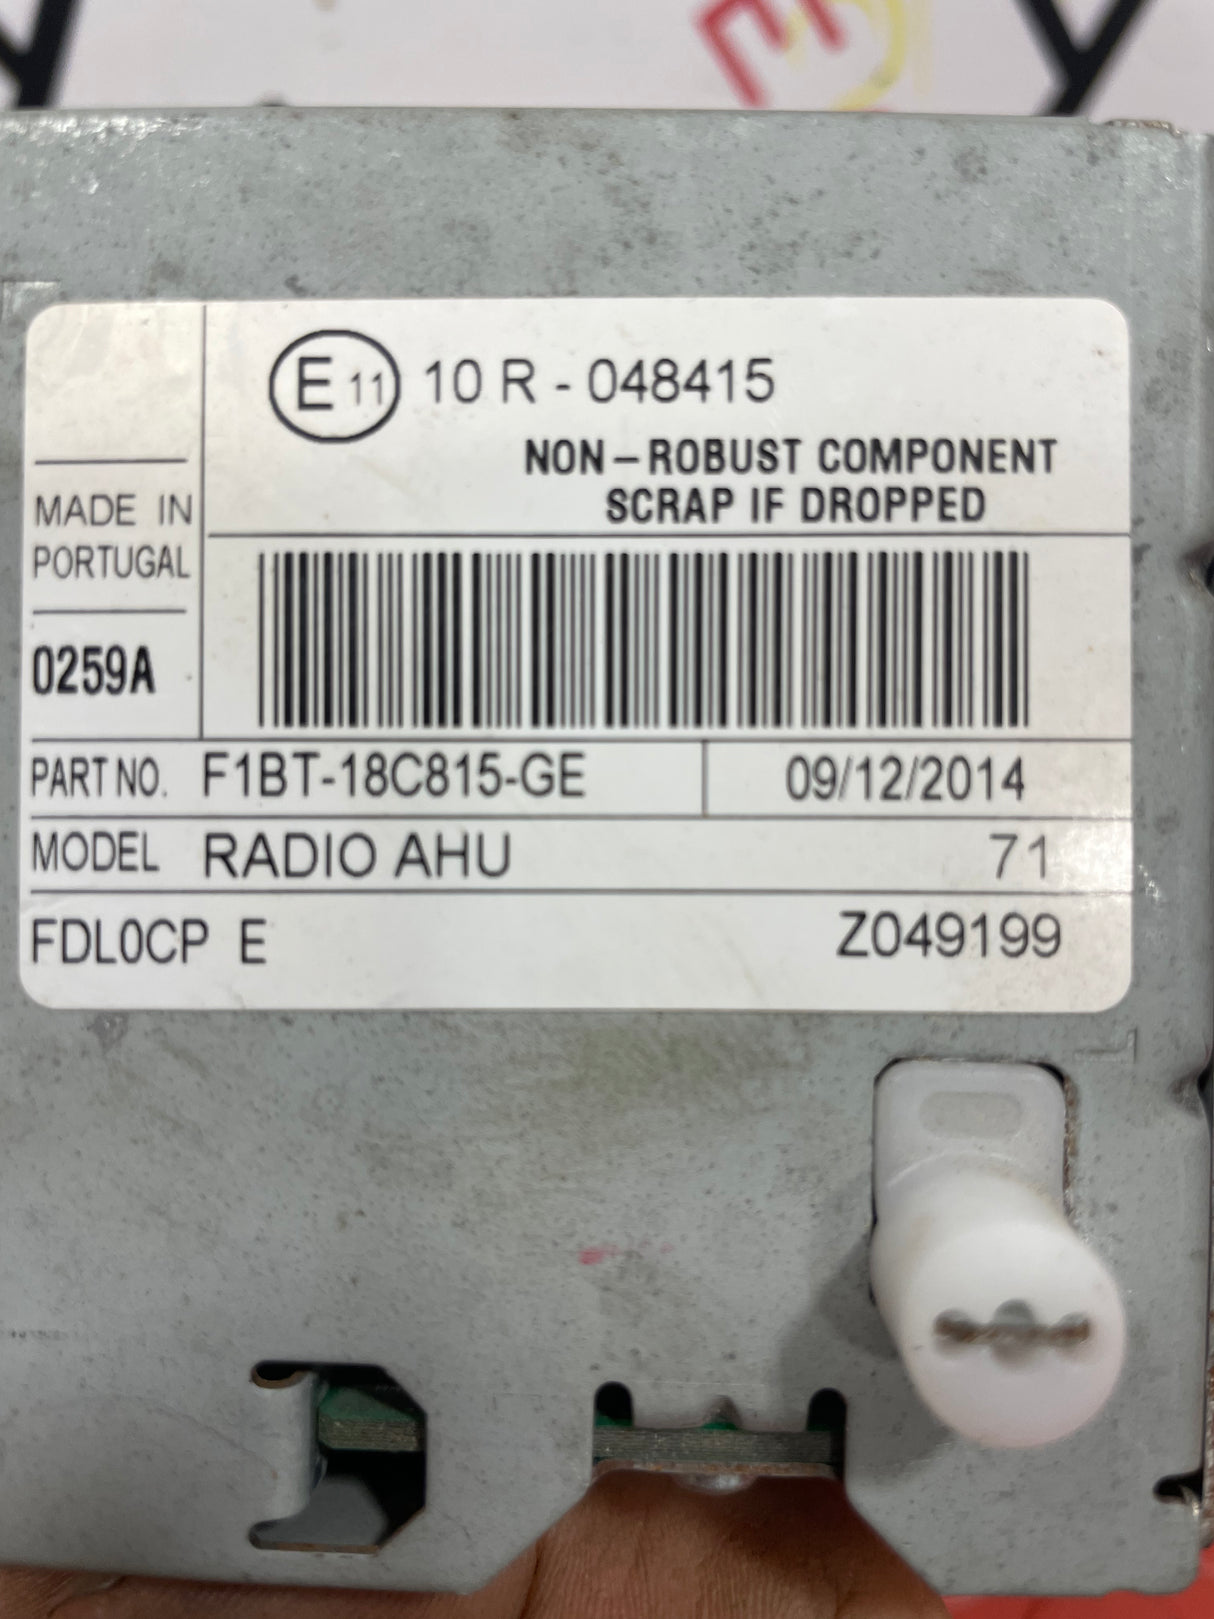 E 11 10 R - 048415
NON – ROBUST COMPONENT
SCRAP IF DROPPED
MADE IN
PORTUGAL
0259A
PART NO. F1BT-18C815-GE 09/12/2014
MODEL RADIO AHU 71
FDL0CP E Z049199